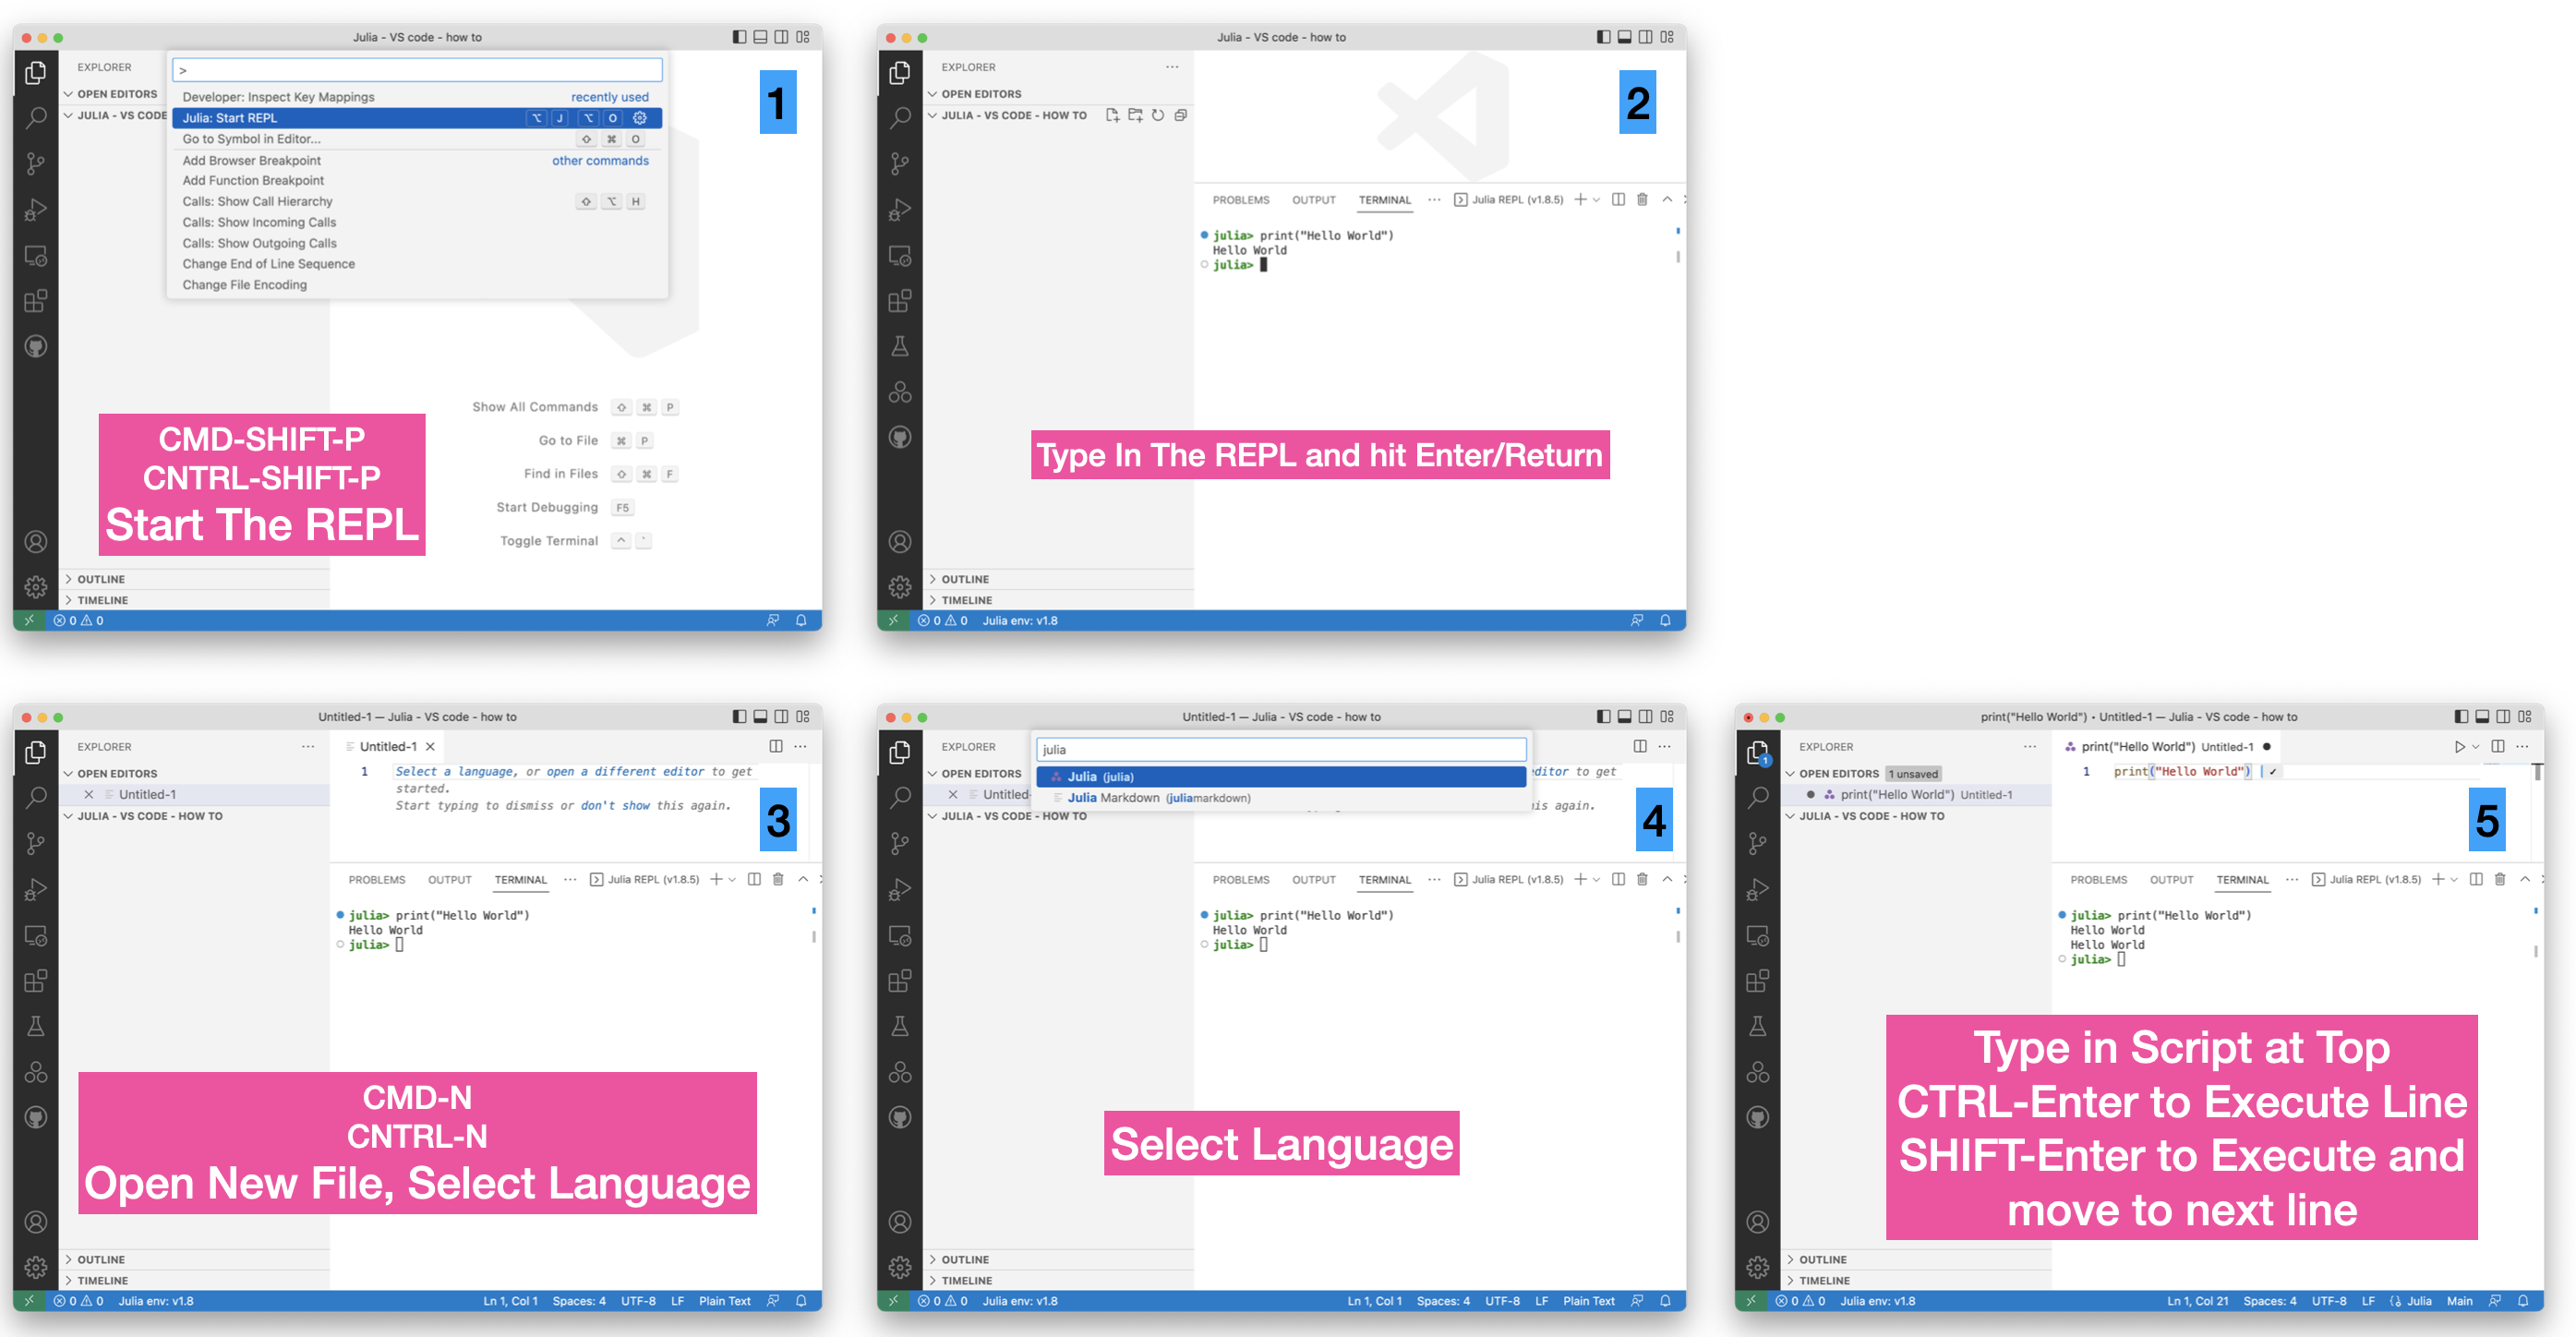 Julia - VS code - how to
EXPLORER
>
OPEN EDITORS
JULIA - VS CODE
Developer: Inspect Key Mappings recently used
Julia: Start REPL ⌥ J ⌥ O
Go to Symbol in Editor... ⇧ ⌘ O
Add Browser Breakpoint other commands
Add Function Breakpoint
Calls: Show Call Hierarchy ⇧ ⌥ H
Calls: Show Incoming Calls
Calls: Show Outgoing Calls
Change End of Line Sequence
Change File Encoding
1
Show All Commands ⇧ ⌘ P
Go to File ⌘ P
Find in Files ⇧ ⌘ F
Start Debugging F5
Toggle Terminal ^ `
CMD-SHIFT-P
CNTRL-SHIFT-P
Start The REPL
OUTLINE
TIMELINE
0 0
Julia - VS code - how to
EXPLORER ...
OPEN EDITORS
JULIA - VS CODE - HOW TO
2
PROBLEMS OUTPUT TERMINAL ... Julia REPL (v1.8.5)
julia> print("Hello World")
Hello World
julia>
Type In The REPL and hit Enter/Return
OUTLINE
TIMELINE
0 0 Julia env: v1.8
Untitled-1 — Julia - VS code - how to
EXPLORER ...
OPEN EDITORS
Untitled-1
JULIA - VS CODE - HOW TO
Untitled-1
1 Select a language, or open a different editor to get
started.
Start typing to dismiss or don't show this again.
3
PROBLEMS OUTPUT TERMINAL ... Julia REPL (v1.8.5)
julia> print("Hello World")
Hello World
julia>
CMD-N
CNTRL-N
Open New File, Select Language
OUTLINE
TIMELINE
0 0 Julia env: v1.8 Ln 1, Col 1 Spaces: 4 UTF-8 LF Plain Text
Untitled-1 — Julia - VS code - how to
EXPLORER
julia
Julia (julia)
Julia Markdown (juliamarkdown)
OPEN EDITORS
Untitled-
JULIA - VS CODE - HOW TO
editor to get
is again.
4
PROBLEMS OUTPUT TERMINAL ... Julia REPL (v1.8.5)
julia> print("Hello World")
Hello World
julia>
Select Language
OUTLINE
TIMELINE
0 0 Julia env: v1.8 Ln 1, Col 1 Spaces: 4 UTF-8 LF Plain Text
print("Hello World") • Untitled-1 — Julia - VS code - how to
1
EXPLORER ...
OPEN EDITORS 1 unsaved
print("Hello World") Untitled-1
JULIA - VS CODE - HOW TO
print("Hello World") Untitled-1
1 print("Hello World") ✓
5
PROBLEMS OUTPUT TERMINAL ... Julia REPL (v1.8.5)
julia> print("Hello World")
Hello World
Hello World
julia>
Type in Script at Top
CTRL-Enter to Execute Line
SHIFT-Enter to Execute and
move to next line
OUTLINE
TIMELINE
0 0 Julia env: v1.8 Ln 1, Col 21 Spaces: 4 UTF-8 LF Julia Main